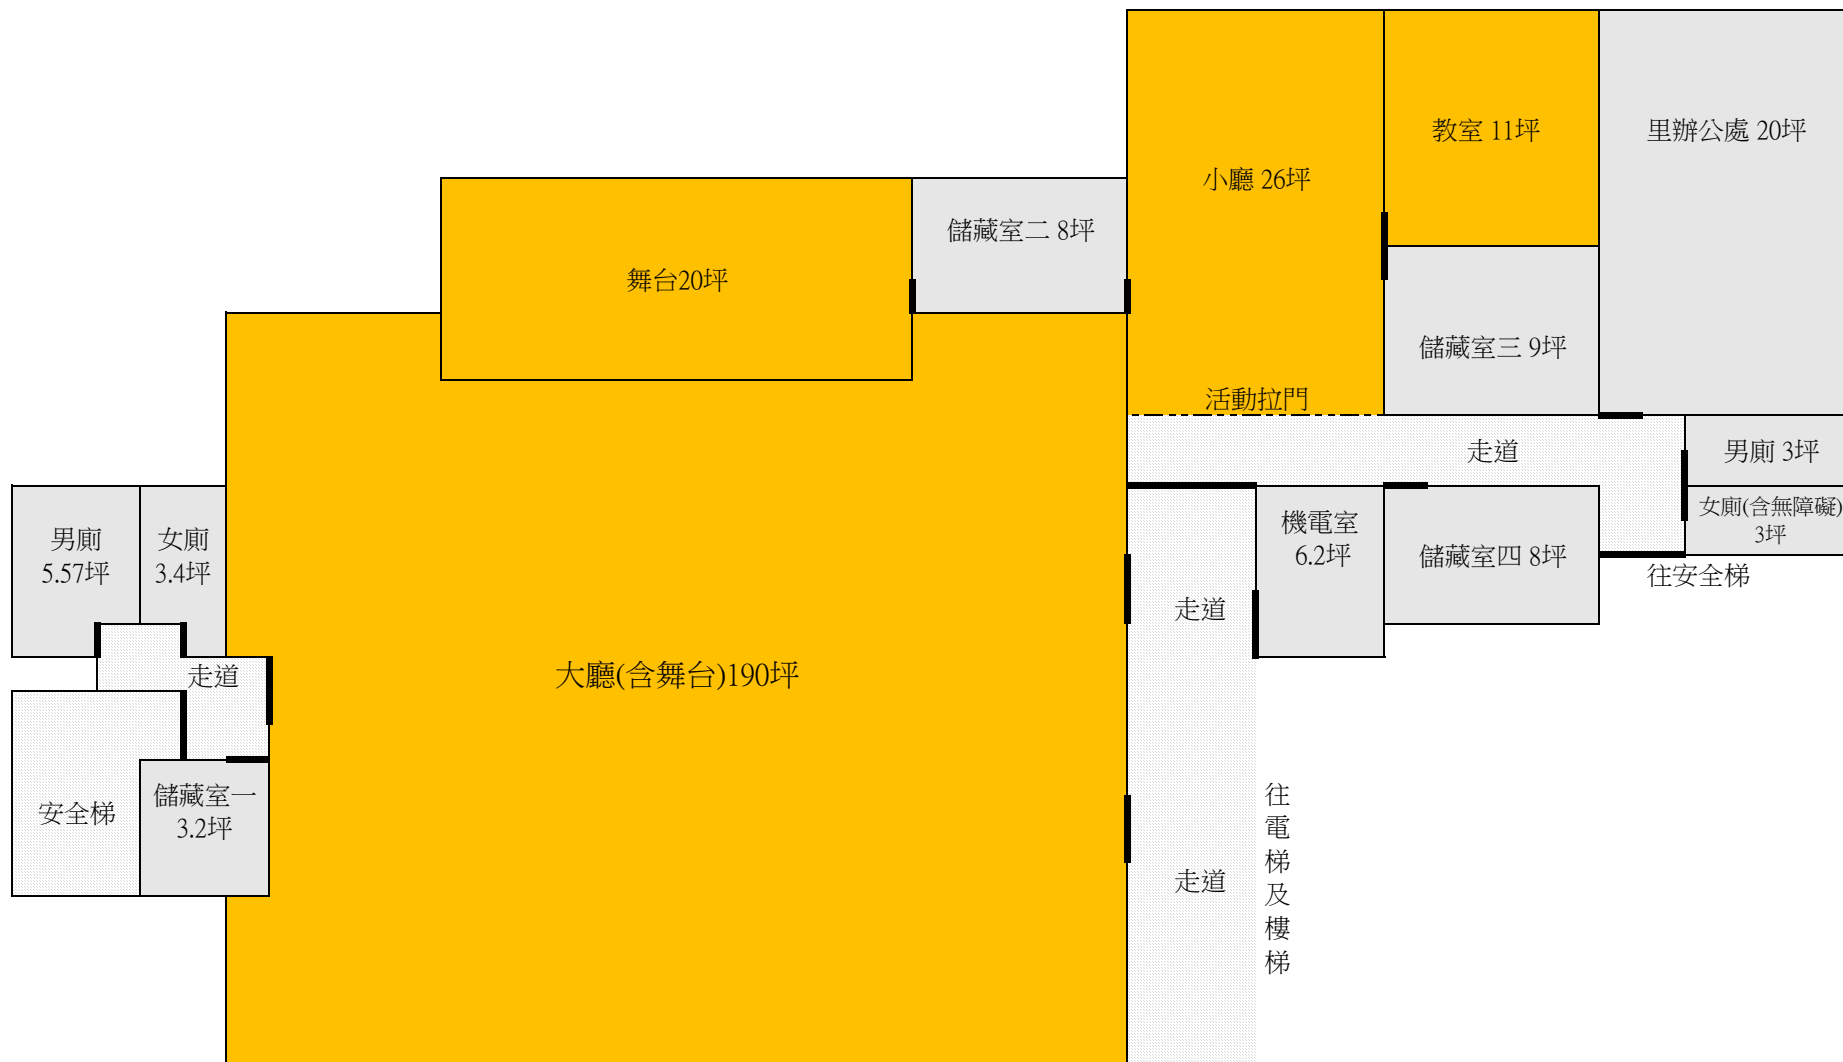 教室 11坪
里辦公處 20坪
小廳 26坪
儲藏室二 8坪
舞台20坪
儲藏室三 9坪
活動拉門
走道
男廁 3坪
女廁(含無障礙)
3坪
往安全梯
機電室
6.2坪
儲藏室四 8坪
男廁
5.57坪
女廁
3.4坪
走道
走道
大廳(含舞台)190坪
安全梯
儲藏室一
3.2坪
走道
往電梯及樓梯